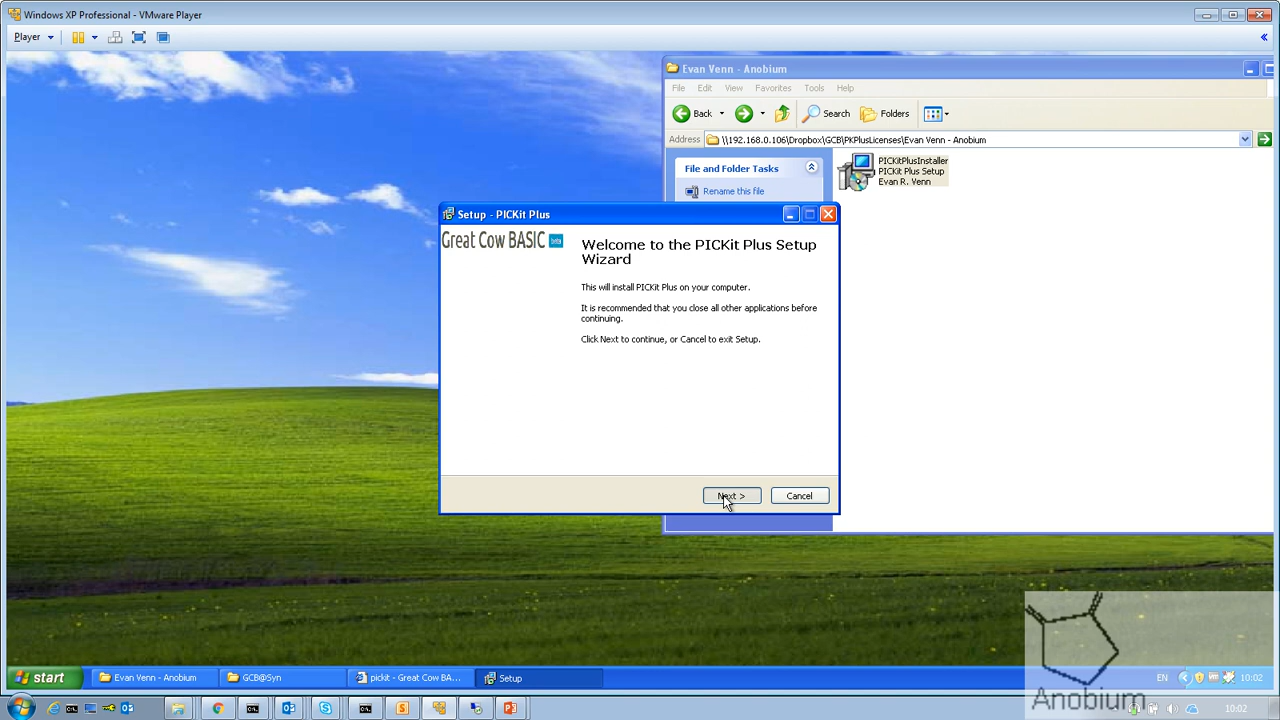 Windows XP Professional - VMware Player
Player
Evan Venn - Anobium
File Edit View Favorites Tools Help
Back Search Folders
Address \\192.168.0.106\Dropbox\GCB\PKPlusLicenses\Evan Venn - Anobium
File and Folder Tasks
Rename this file
PICKitPlusInstaller
PICKit Plus Setup
Evan R. Venn
Setup - PICKit Plus
Great Cow BASIC beta
Welcome to the PICKit Plus Setup
Wizard
This will install PICKit Plus on your computer.
It is recommended that you close all other applications before
continuing.
Click Next to continue, or Cancel to exit Setup.
Next >
Cancel
start
Evan Venn - Anobium
GCB@Syn
pickit - Great Cow BA...
Setup
EN
10:02
Anobium
10:02